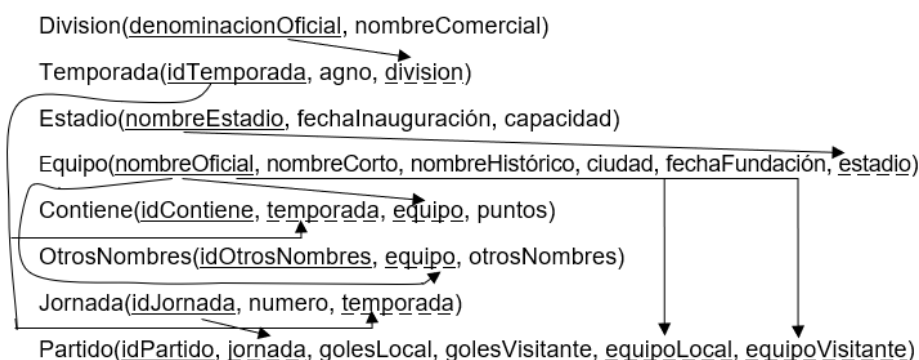 Division(denominacionOficial, nombreComercial)
Temporada(idTemporada, agno, division)
Estadio(nombreEstadio, fechaInauguración, capacidad)
Equipo(nombreOficial, nombreCorto, nombreHistórico, ciudad, fechaFundación, estadio)
Contiene(idContiene, temporada, equipo, puntos)
OtrosNombres(idOtrosNombres, equipo, otrosNombres)
Jornada(idJornada, numero, temporada)
Partido(idPartido, jornada, golesLocal, golesVisitante, equipoLocal, equipoVisitante)